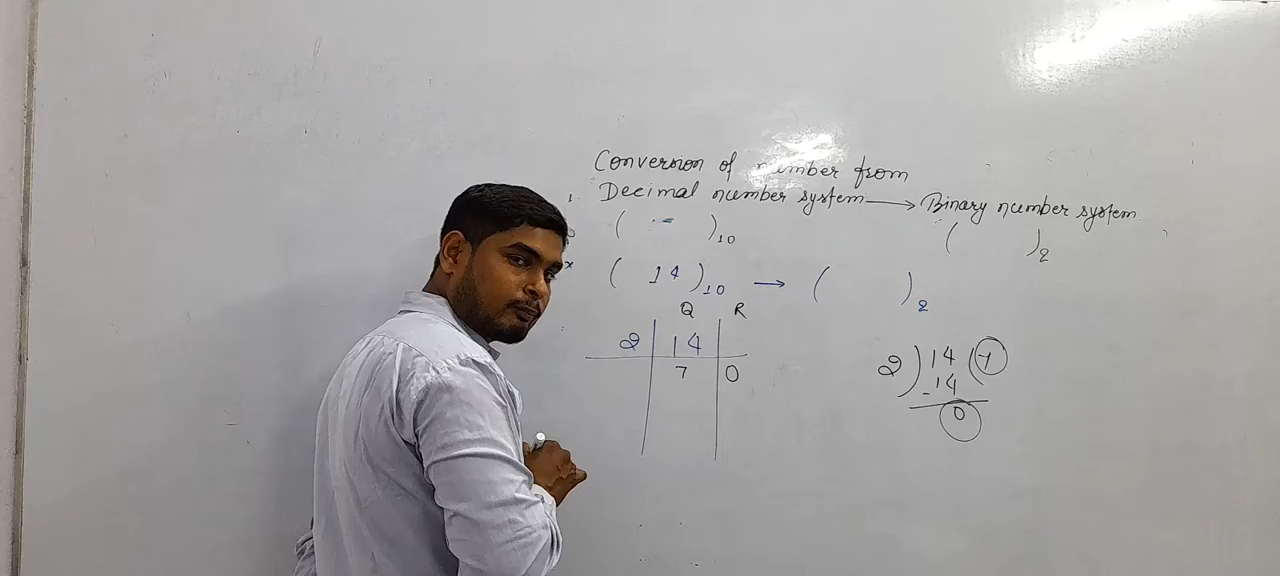 Conversion of number from
1. Decimal number system → Binary number system
( - )10 ( )2
( 14 )10 → ( )2
Q R
2 14
7 0
2 ) 14 ( 7
- 14
0